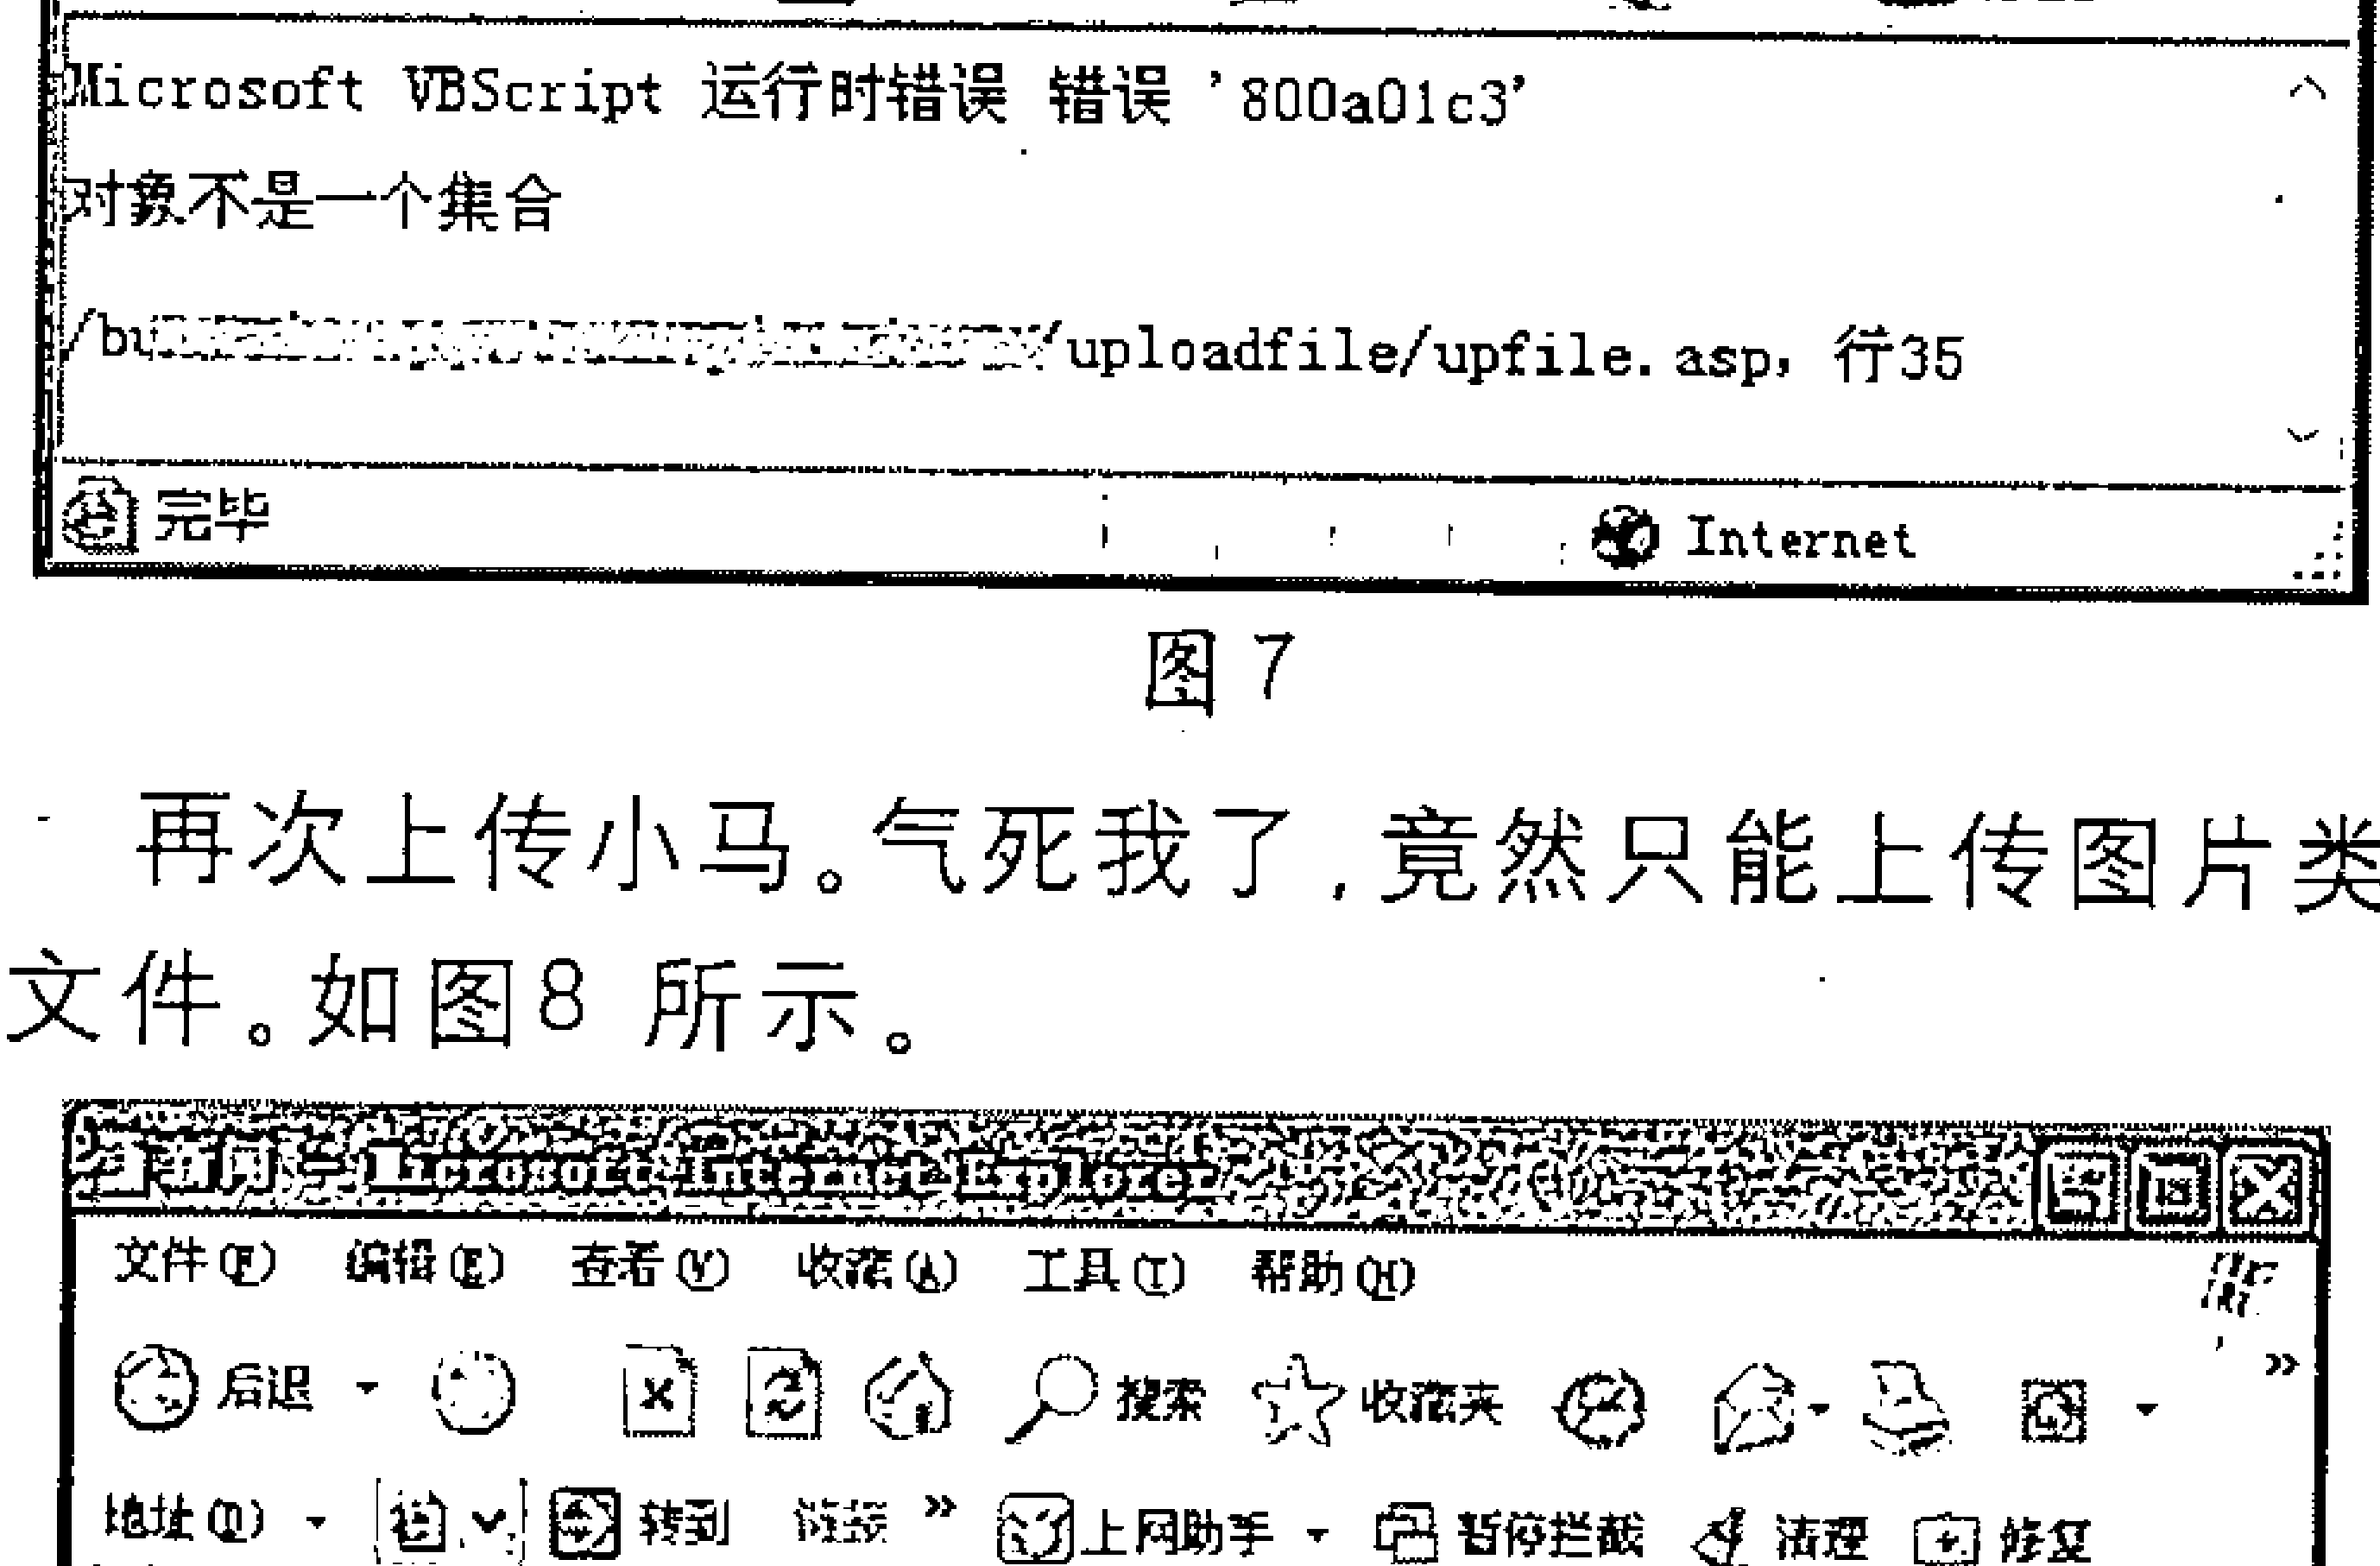 Microsoft VBScript 运行时错误 错误 '800a01c3'
对象不是一个集合
/bu /uploadfile/upfile.asp, 行35
完毕 Internet
图 7
再次上传小马。气死我了,竟然只能上传图片类
文件。如图8 所示。
新闻 - Microsoft Internet Explorer
文件(F) 编辑(E) 查看(V) 收藏(A) 工具(T) 帮助(H)
后退 搜索 收藏夹 »
地址(D) 转到 链接 » 上网助手 暂停拦截 清理 修复